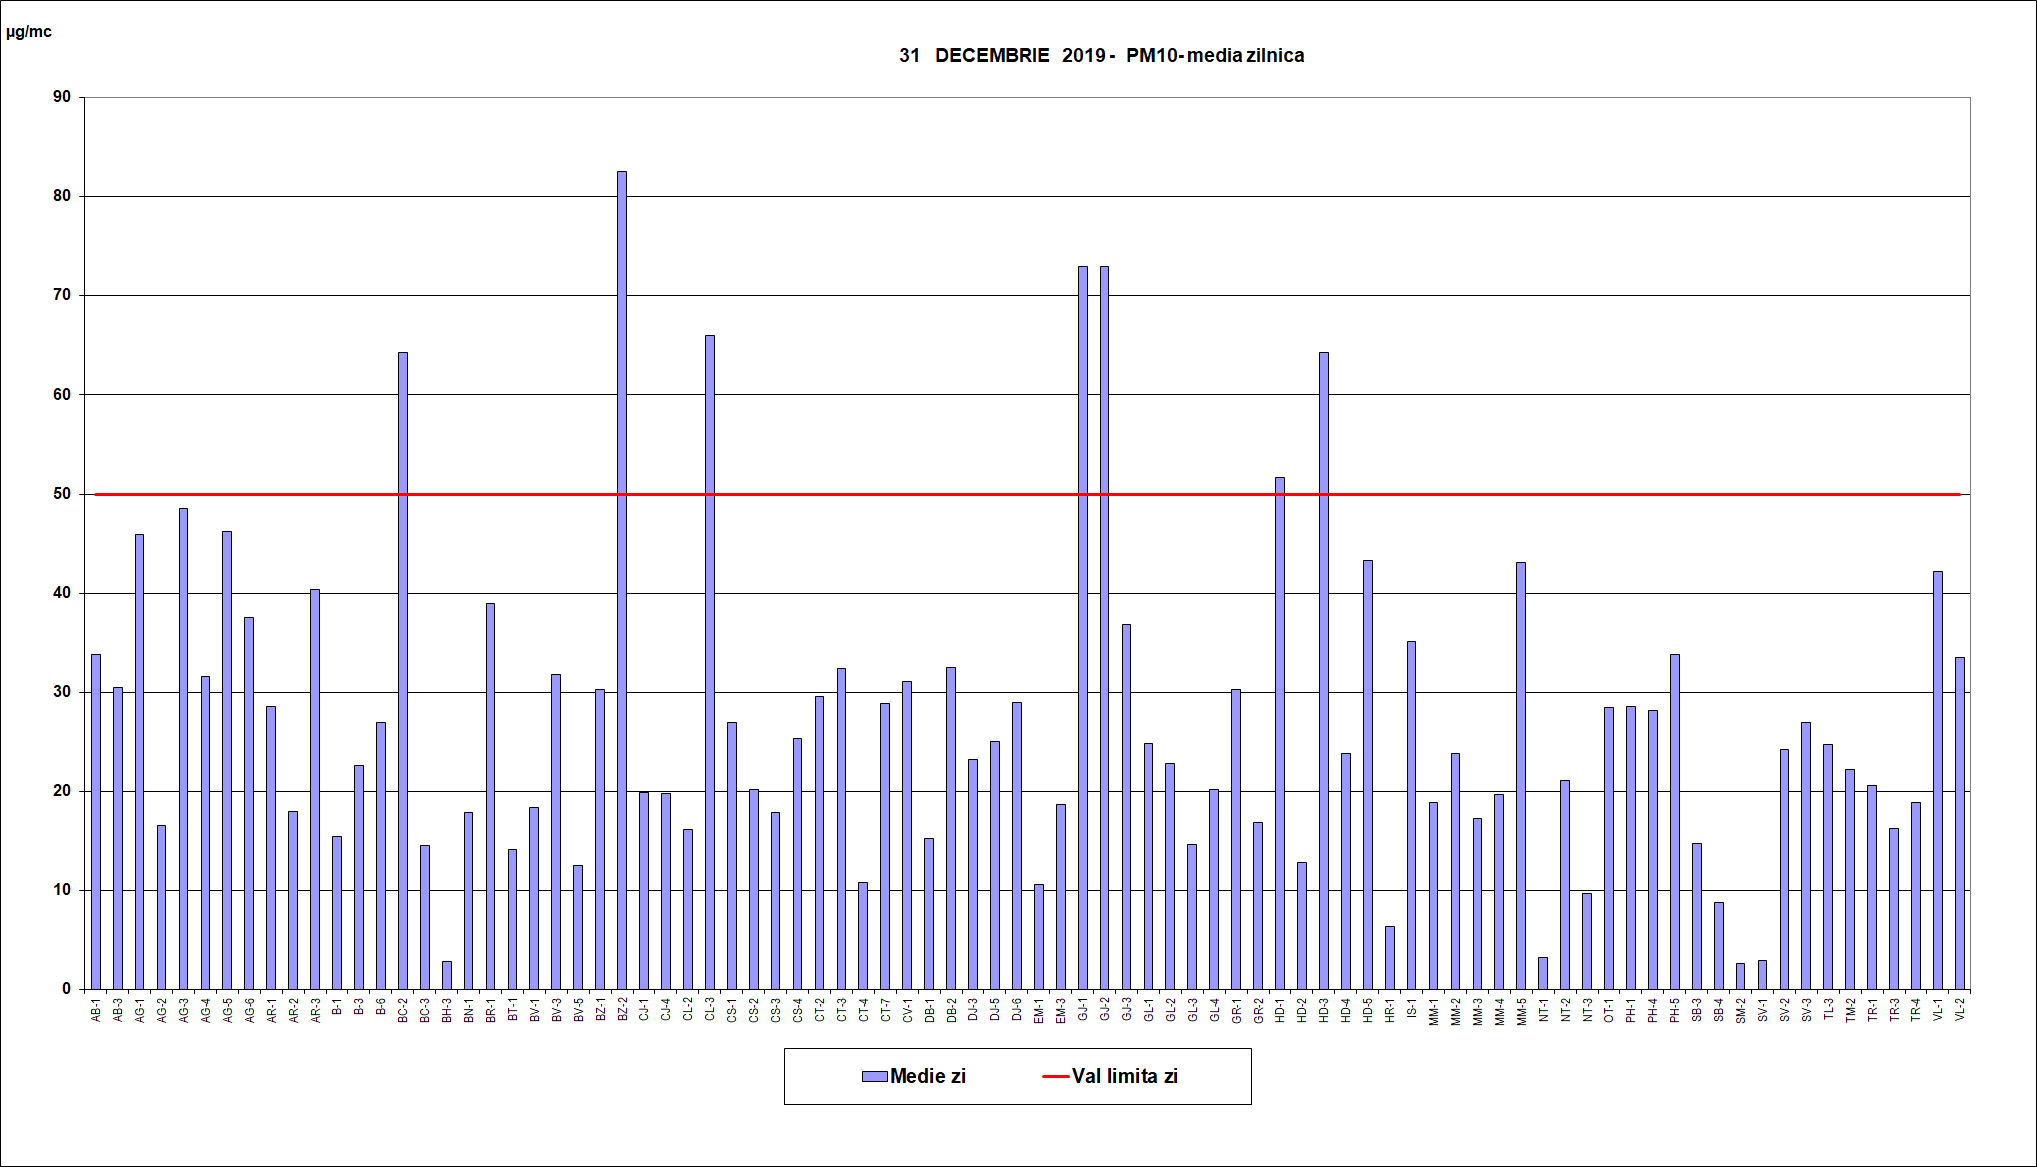 µg/mc
31 DECEMBRIE 2019 - PM10- media zilnica
90
80
70
60
50
40
30
20
10
0
AB-1 AB-3 AG-1 AG-2 AG-3 AG-4 AG-5 AG-6 AR-1 AR-2 AR-3 B-1 B-3 B-6 BC-2 BC-3 BH-3 BN-1 BR-1 BT-1 BV-1 BV-3 BV-5 BZ-1 BZ-2 CJ-1 CJ-4 CL-2 CL-3 CS-1 CS-2 CS-3 CS-4 CT-2 CT-3 CT-4 CT-7 CV-1 DB-1 DB-2 DJ-3 DJ-5 DJ-6 EM-1 EM-3 GJ-1 GJ-2 GJ-3 GL-1 GL-2 GL-3 GL-4 GR-1 GR-2 HD-1 HD-2 HD-3 HD-4 HD-5 HR-1 IS-1 MM-1 MM-2 MM-3 MM-4 MM-5 NT-1 NT-2 NT-3 OT-1 PH-1 PH-4 PH-5 SB-3 SB-4 SM-2 SV-1 SV-2 SV-3 TL-3 TM-2 TR-1 TR-3 TR-4 VL-1 VL-2
Medie zi Val limita zi